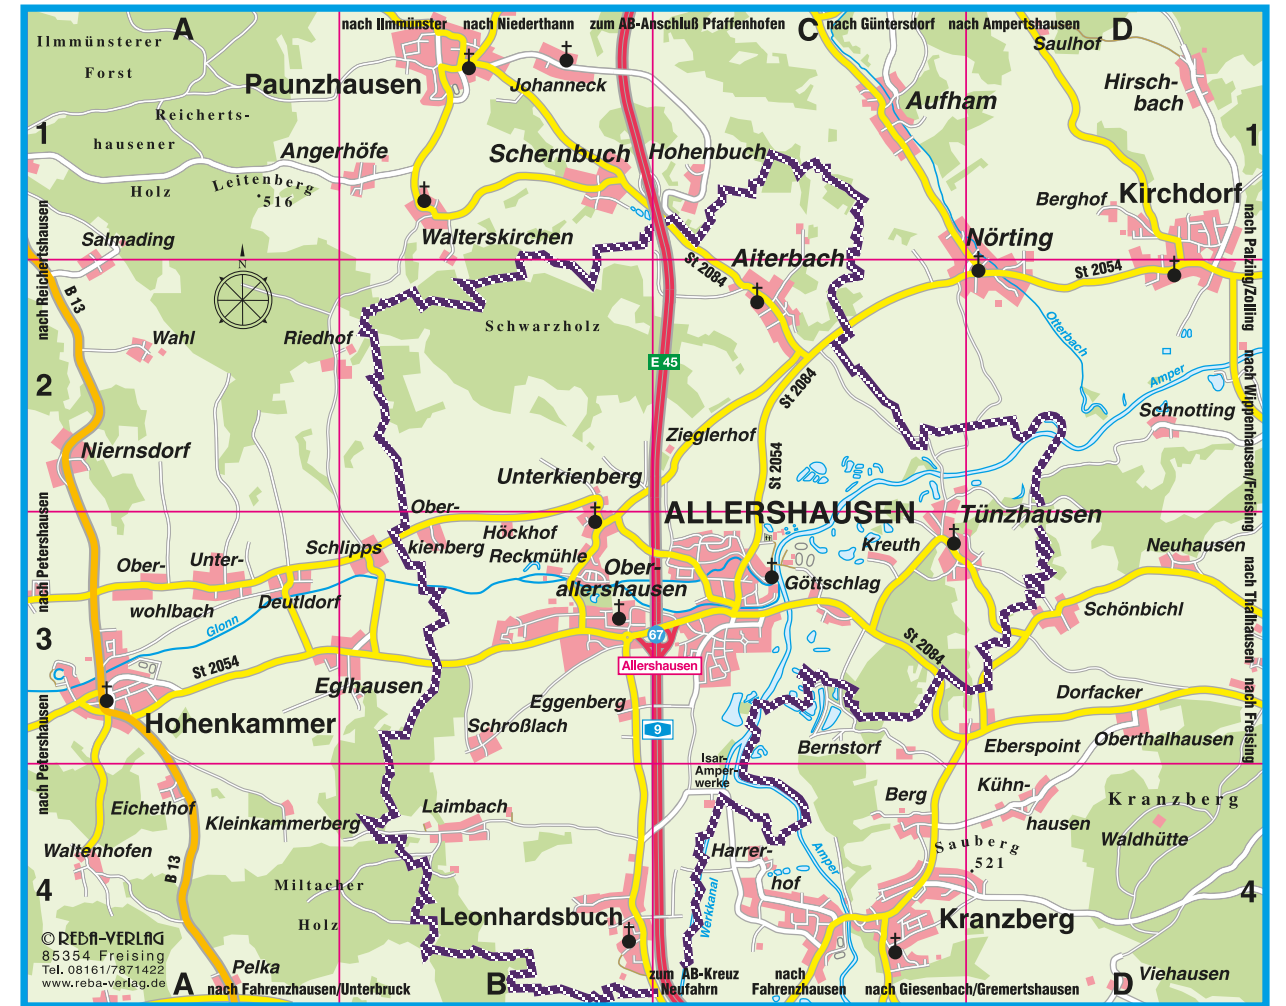 A
nach Ilmmünster
nach Niederthann
zum AB-Anschluß Pfaffenhofen
C
nach Güntersdorf
nach Ampertshausen
D
Ilmmünsterer
Forst
Saulhof
Paunzhausen
Johanneck
Hirsch-
bach
Aufham
Reicherts-
hausener
Holz
1
1
Angerhöfe
Schernbuch
Hohenbuch
Leitenberg
516
Berghof
Kirchdorf
Salmading
Walterskirchen
Aiterbach
Nörting
nach Reichertshausen
nach Palzing/Zolling
N
St 2084
St 2054
B 13
Wahl
Riedhof
Schwarzholz
Otterbach
E 45
Amper
2
St 2084
nach Wippenhausen/Freising
Schnotting
Niernsdorf
Zieglerhof
St 2054
Unterkienberg
nach Petershausen
Ober-
kienberg
ALLERSHAUSEN
Tünzhausen
Höckhof
Reckmühle
Schlipps
Kreuth
Neuhausen
Ober-
Unter-
wohlbach
Ober-
allershausen
Göttschlag
Deutldorf
nach Thalhausen
Schönbichl
Glonn
3
67
St 2084
St 2054
Allershausen
Eglhausen
Eggenberg
Dorfacker
nach Freising
Hohenkammer
Schroßlach
9
Bernstorf
Eberspoint
Oberthalhausen
nach Petershausen
Isar-
Amper-
werke
Eichethof
Kleinkammerberg
Laimbach
Berg
Kühn-
hausen
Kranzberg
Waldhütte
Waltenhofen
B 13
Harrer-
hof
Amper
Sauberg
521
4
4
Miltacher
Holz
Leonhardsbuch
Werkkanal
Kranzberg
© REBA-VERLAG
85354 Freising
Tel. 08161/7871422
www.reba-verlag.de
Pelka
Viehausen
A
nach Fahrenzhausen/Unterbruck
B
zum AB-Kreuz
Neufahrn
nach
Fahrenzhausen
nach Giesenbach/Gremertshausen
D